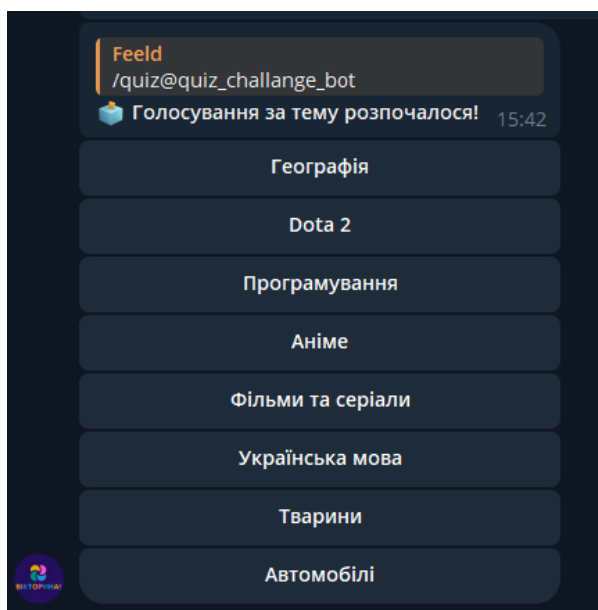 Feeld
/quiz@quiz_challange_bot
Голосування за тему розпочалося! 15:42
Географія
Dota 2
Програмування
Аніме
Фільми та серіали
Українська мова
Тварини
Автомобілі
ВІКТОРИНА!